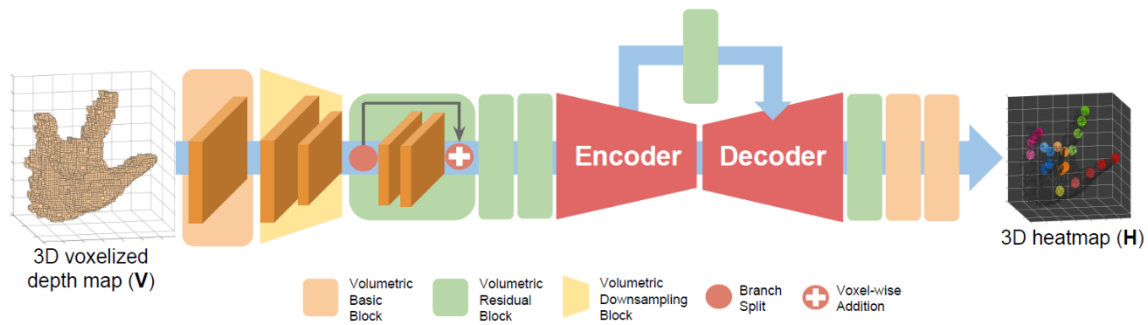 Encoder
Decoder
3D voxelized
depth map (V)
3D heatmap (H)
Volumetric
Basic
Block
Volumetric
Residual
Block
Volumetric
Downsampling
Block
Branch
Split
Voxel-wise
Addition